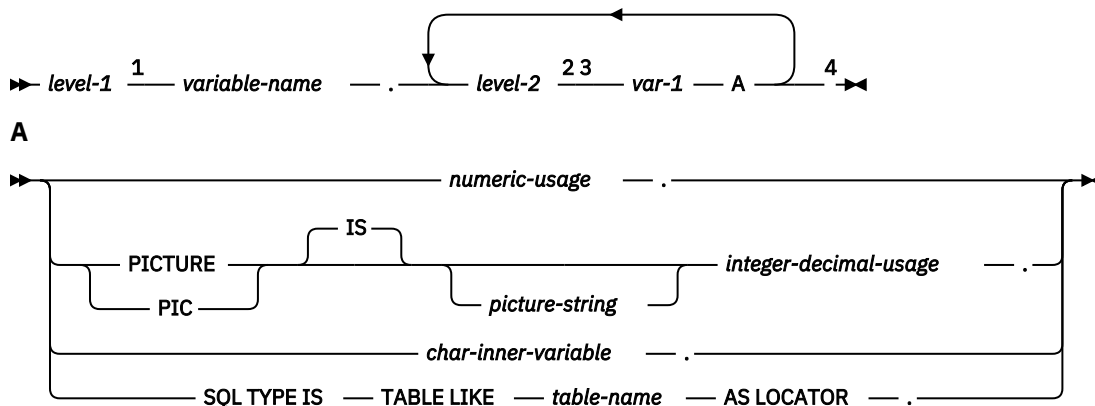 level-1 1 variable-name . level-2 2 3 var-1 A 4
A
numeric-usage .
IS
PICTURE integer-decimal-usage .
PIC picture-string
char-inner-variable .
SQL TYPE IS TABLE LIKE table-name AS LOCATOR .